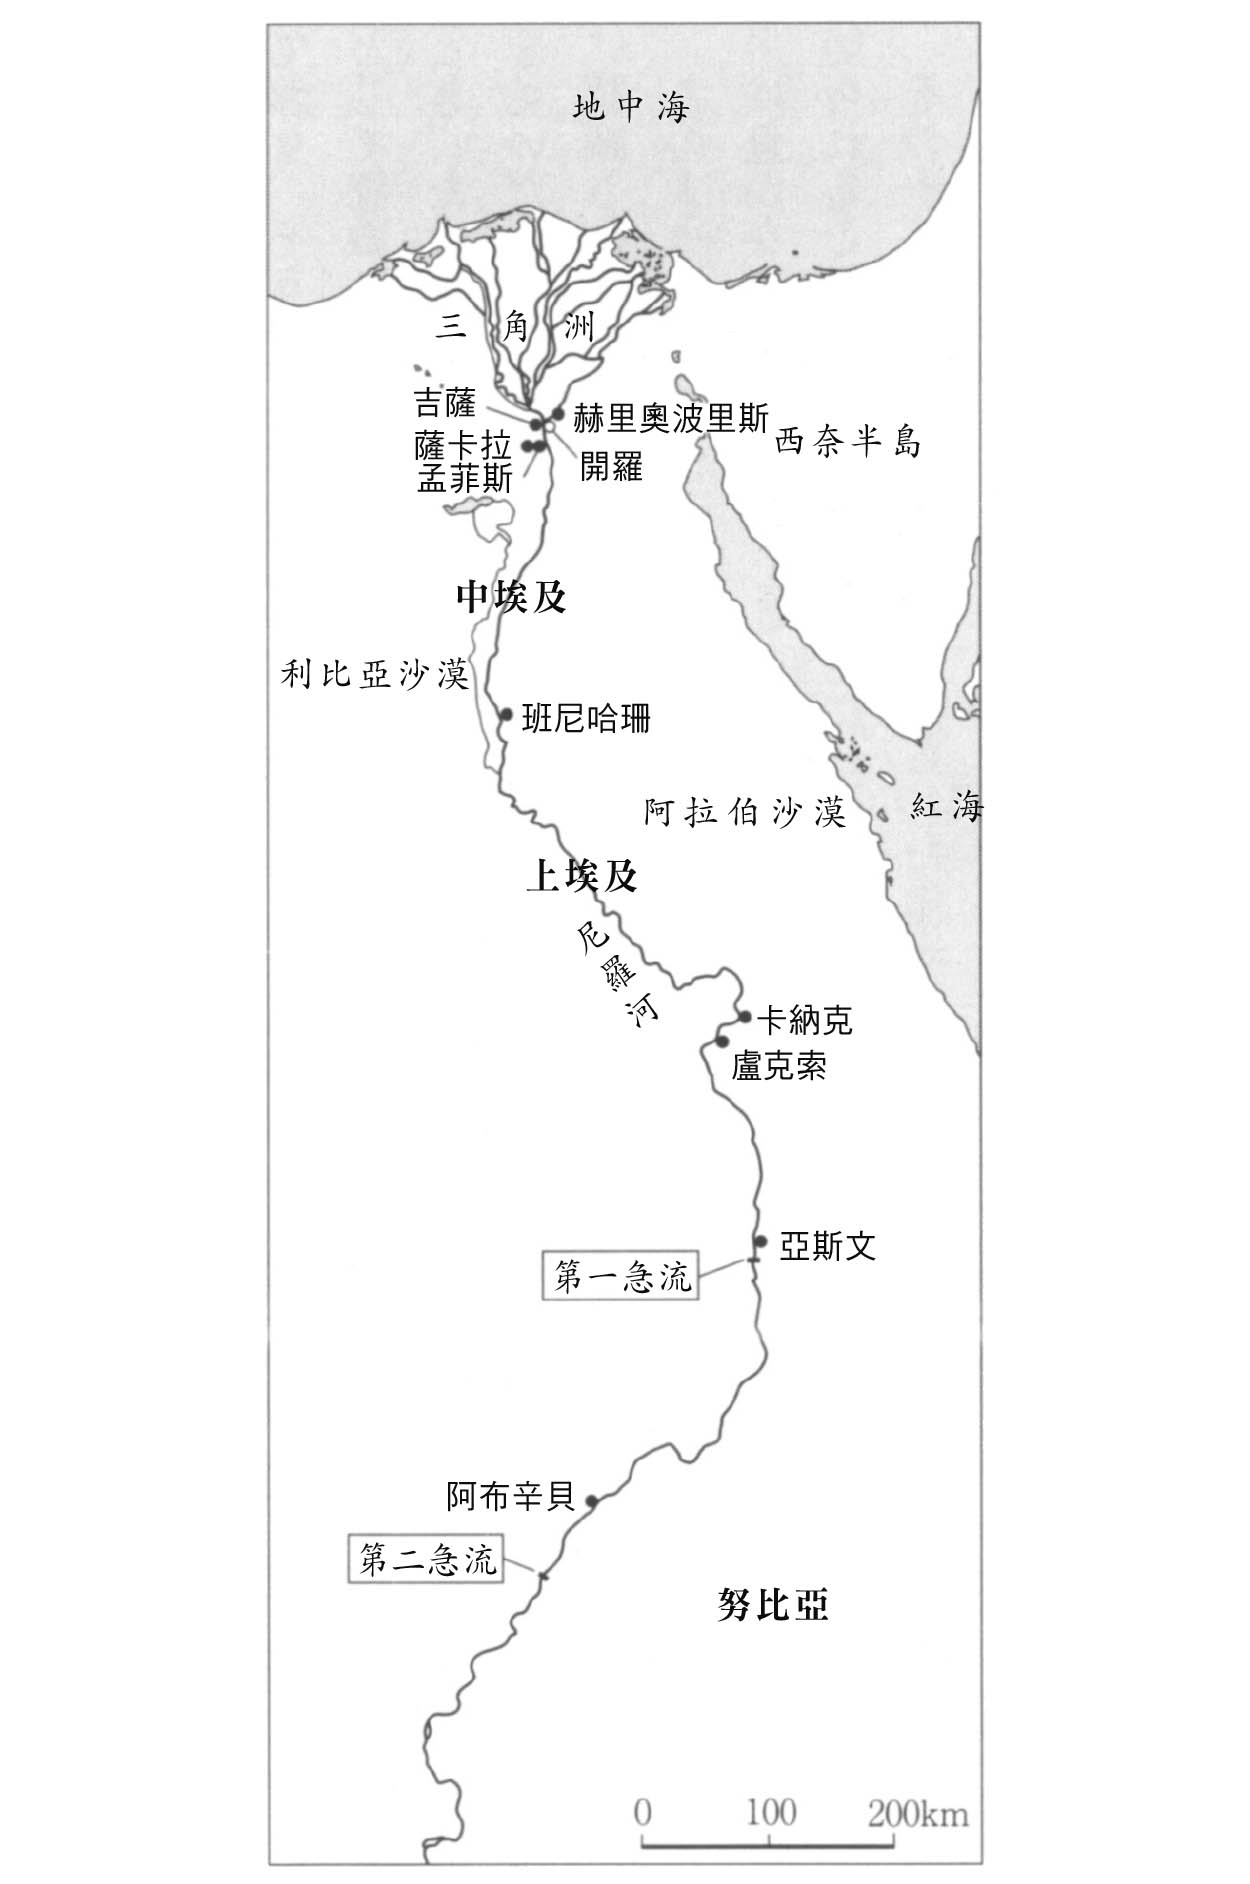 地中海
三角洲
吉薩
赫里奧波里斯
薩卡拉
西奈半島
開羅
孟菲斯
中埃及
利比亞沙漠
班尼哈珊
阿拉伯沙漠
紅海
上埃及
尼羅河
卡納克
盧克索
亞斯文
第一急流
阿布辛貝
第二急流
努比亞
0 100 200km